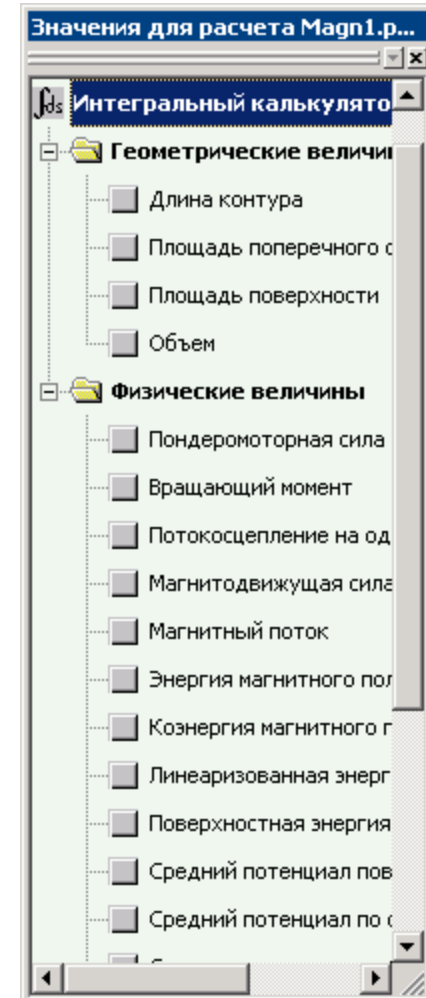 Значения для расчета Magn1.p...
∫fds Интегральный калькулято
Геометрические величи
Длина контура
Площадь поперечного с
Площадь поверхности
Объем
Физические величины
Пондеромоторная сила
Вращающий момент
Потокосцепление на од
Магнитодвижущая сила
Магнитный поток
Энергия магнитного пол
Коэнергия магнитного п
Линеаризованная энерг
Поверхностная энергия
Средний потенциал пов
Средний потенциал по с